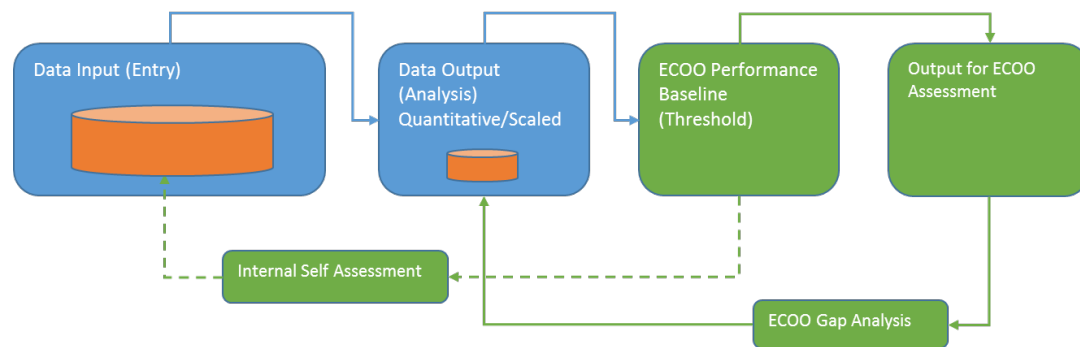 Data Input (Entry)
Data Output
(Analysis)
Quantitative/Scaled
ECOO Performance
Baseline
(Threshold)
Output for ECOO
Assessment
Internal Self Assessment
ECOO Gap Analysis